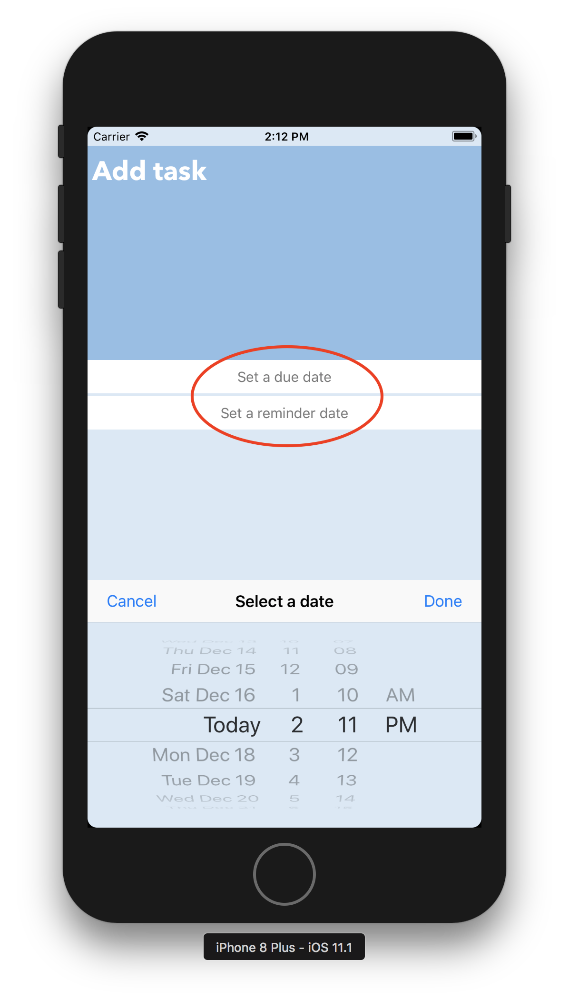 Carrier 2:12 PM
Add task
Set a due date
Set a reminder date
Cancel Select a date Done
Thu Dec 14 11 08
Fri Dec 15 12 09
Sat Dec 16 1 10 AM
Today 2 11 PM
Mon Dec 18 3 12
Tue Dec 19 4 13
Wed Dec 20 5 14
iPhone 8 Plus - iOS 11.1